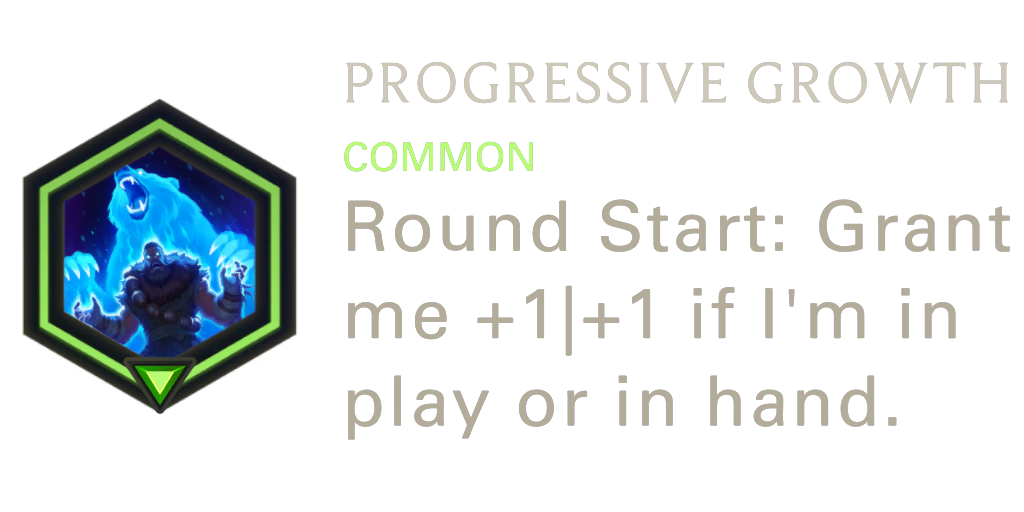 PROGRESSIVE GROWTH
COMMON
Round Start: Grant
me +1|+1 if I'm in
play or in hand.